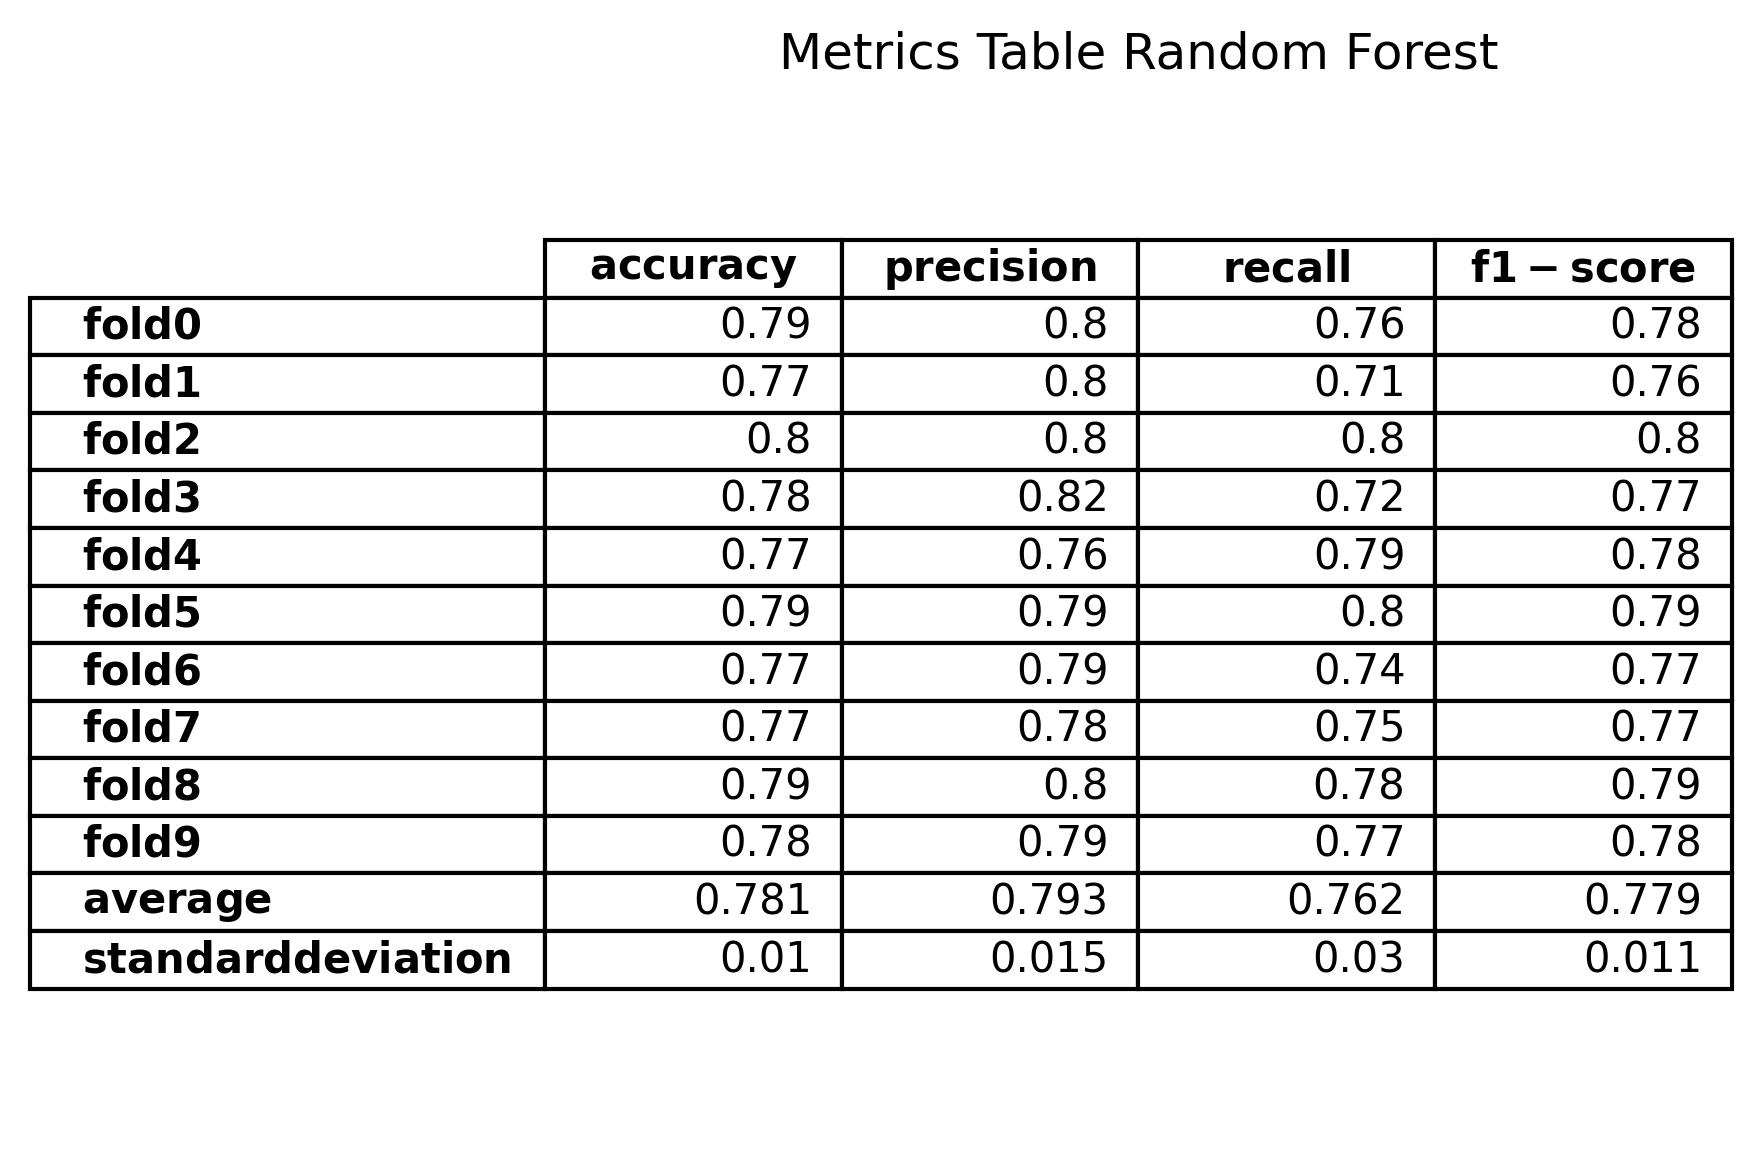 Metrics Table Random Forest
accuracy precision recall f1 − score
fold0 0.79 0.8 0.76 0.78
fold1 0.77 0.8 0.71 0.76
fold2 0.8 0.8 0.8 0.8
fold3 0.78 0.82 0.72 0.77
fold4 0.77 0.76 0.79 0.78
fold5 0.79 0.79 0.8 0.79
fold6 0.77 0.79 0.74 0.77
fold7 0.77 0.78 0.75 0.77
fold8 0.79 0.8 0.78 0.79
fold9 0.78 0.79 0.77 0.78
average 0.781 0.793 0.762 0.779
standarddeviation 0.01 0.015 0.03 0.011